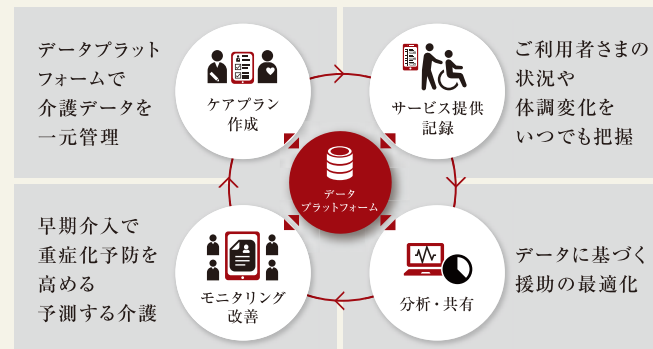 データプラット
フォームで
介護データを
一元管理
ケアプラン
作成
サービス提供
記録
ご利用者さまの
状況や
体調変化を
いつでも把握
データ
プラットフォーム
早期介入で
重症化予防を
高める
予測する介護
モニタリング
改善
分析・共有
データに基づく
援助の最適化